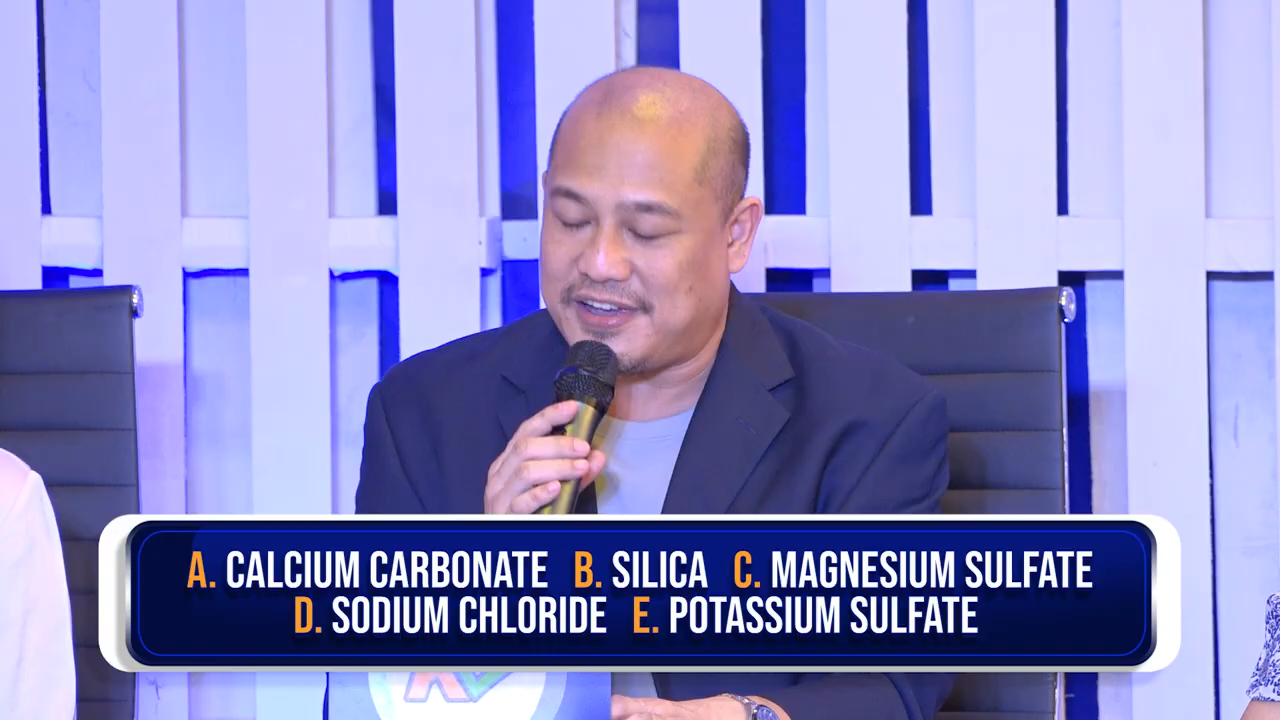 A. CALCIUM CARBONATE B. SILICA C. MAGNESIUM SULFATE
D. SODIUM CHLORIDE E. POTASSIUM SULFATE